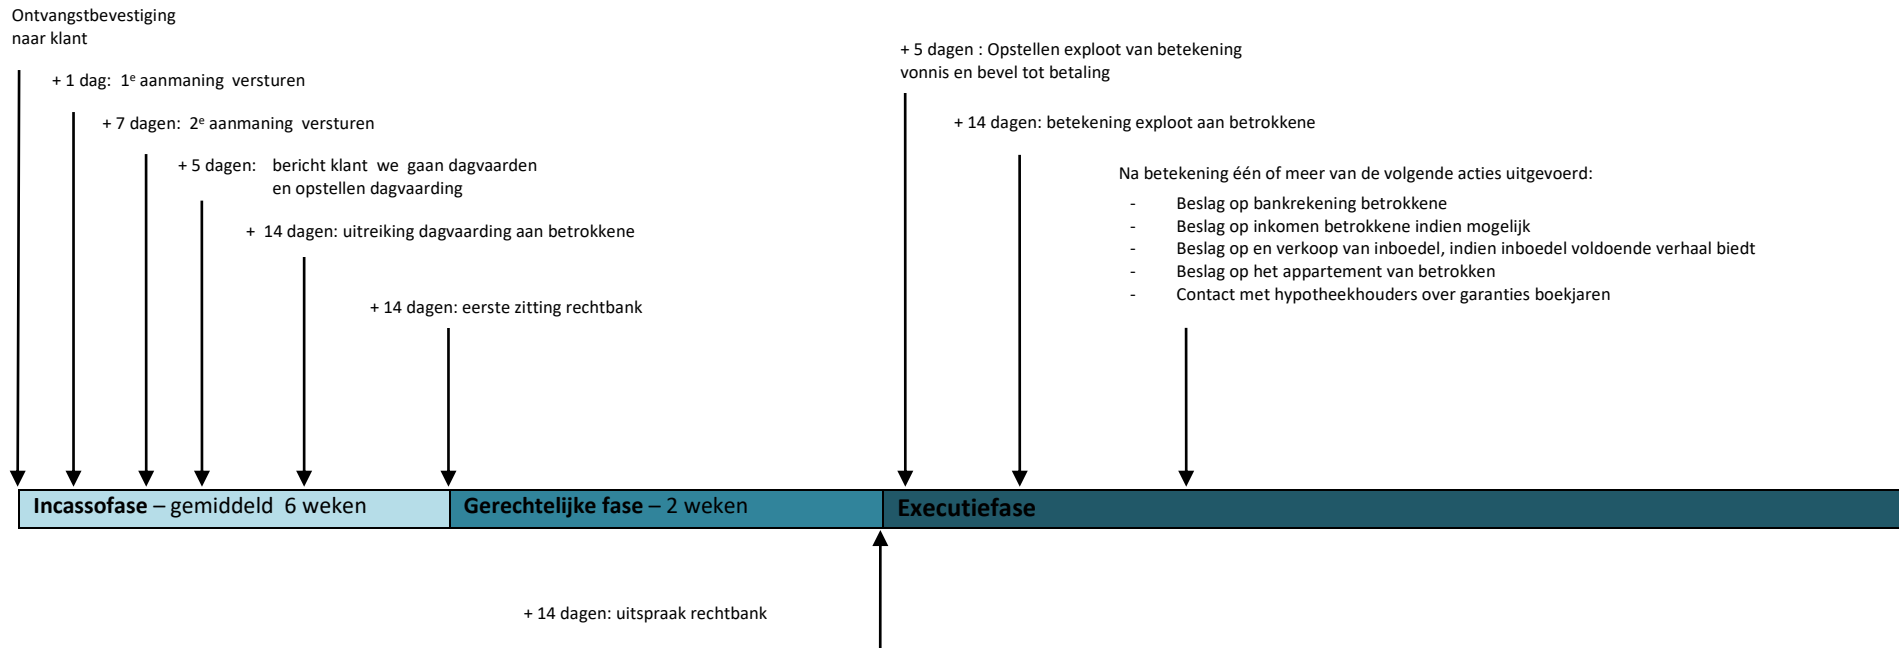 Ontvangstbevestiging
naar klant
+ 1 dag: 1e aanmaning versturen
+ 7 dagen: 2e aanmaning versturen
+ 5 dagen: bericht klant we gaan dagvaarden
en opstellen dagvaarding
+ 14 dagen: uitreiking dagvaarding aan betrokkene
+ 14 dagen: eerste zitting rechtbank
+ 5 dagen : Opstellen exploot van betekening
vonnis en bevel tot betaling
+ 14 dagen: betekening exploot aan betrokkene
Na betekening één of meer van de volgende acties uitgevoerd:
- Beslag op bankrekening betrokkene
- Beslag op inkomen betrokkene indien mogelijk
- Beslag op en verkoop van inboedel, indien inboedel voldoende verhaal biedt
- Beslag op het appartement van betrokken
- Contact met hypotheekhouders over garanties boekjaren
Incassofase – gemiddeld 6 weken
Gerechtelijke fase – 2 weken
Executiefase
+ 14 dagen: uitspraak rechtbank